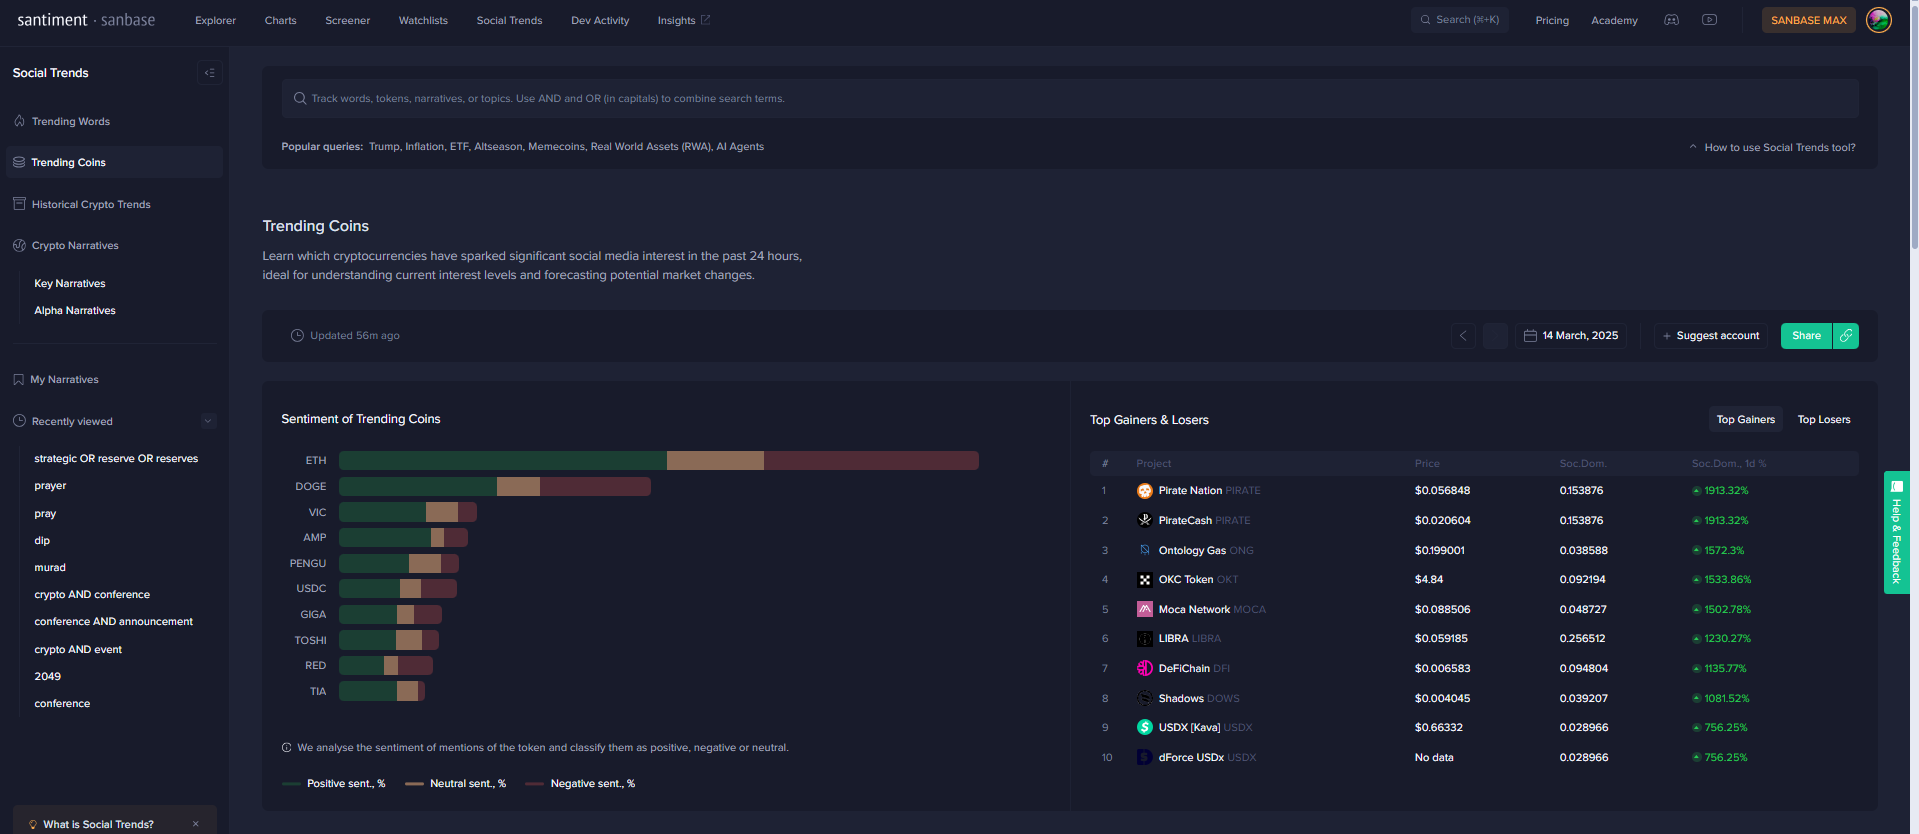 santiment · sanbase
Explorer
Charts
Screener
Watchlists
Social Trends
Dev Activity
Insights
Search (⌘+K)
Pricing
Academy
SANBASE MAX
Social Trends
Trending Words
Trending Coins
Historical Crypto Trends
Crypto Narratives
Key Narratives
Alpha Narratives
My Narratives
Recently viewed
strategic OR reserve OR reserves
prayer
pray
dip
murad
crypto AND conference
conference AND announcement
crypto AND event
2049
conference
What is Social Trends?
Track words, tokens, narratives, or topics. Use AND and OR (in capitals) to combine search terms.
Popular queries: Trump, Inflation, ETF, Altseason, Memecoins, Real World Assets (RWA), AI Agents
How to use Social Trends tool?
Trending Coins
Learn which cryptocurrencies have sparked significant social media interest in the past 24 hours,
ideal for understanding current interest levels and forecasting potential market changes.
Updated 56m ago
14 March, 2025
+ Suggest account
Share
Sentiment of Trending Coins
ETH
DOGE
VIC
AMP
PENGU
USDC
GIGA
TOSHI
RED
TIA
We analyse the sentiment of mentions of the token and classify them as positive, negative or neutral.
Positive sent., %
Neutral sent., %
Negative sent., %
Top Gainers & Losers
Top Gainers
Top Losers
# Project Price Soc.Dom. Soc.Dom., 1d %
1 Pirate Nation PIRATE $0.056848 0.153876 1913.32%
2 PirateCash PIRATE $0.020604 0.153876 1913.32%
3 Ontology Gas ONG $0.199001 0.038588 1572.3%
4 OKC Token OKT $4.84 0.092194 1533.86%
5 Moca Network MOCA $0.088506 0.048727 1502.78%
6 LIBRA LIBRA $0.059185 0.256512 1230.27%
7 DeFiChain DFI $0.006583 0.094804 1135.77%
8 Shadows DOWS $0.004045 0.039207 1081.52%
9 USDX [Kava] USDX $0.66332 0.028966 756.25%
10 dForce USDx USDX No data 0.028966 756.25%
Help & Feedback